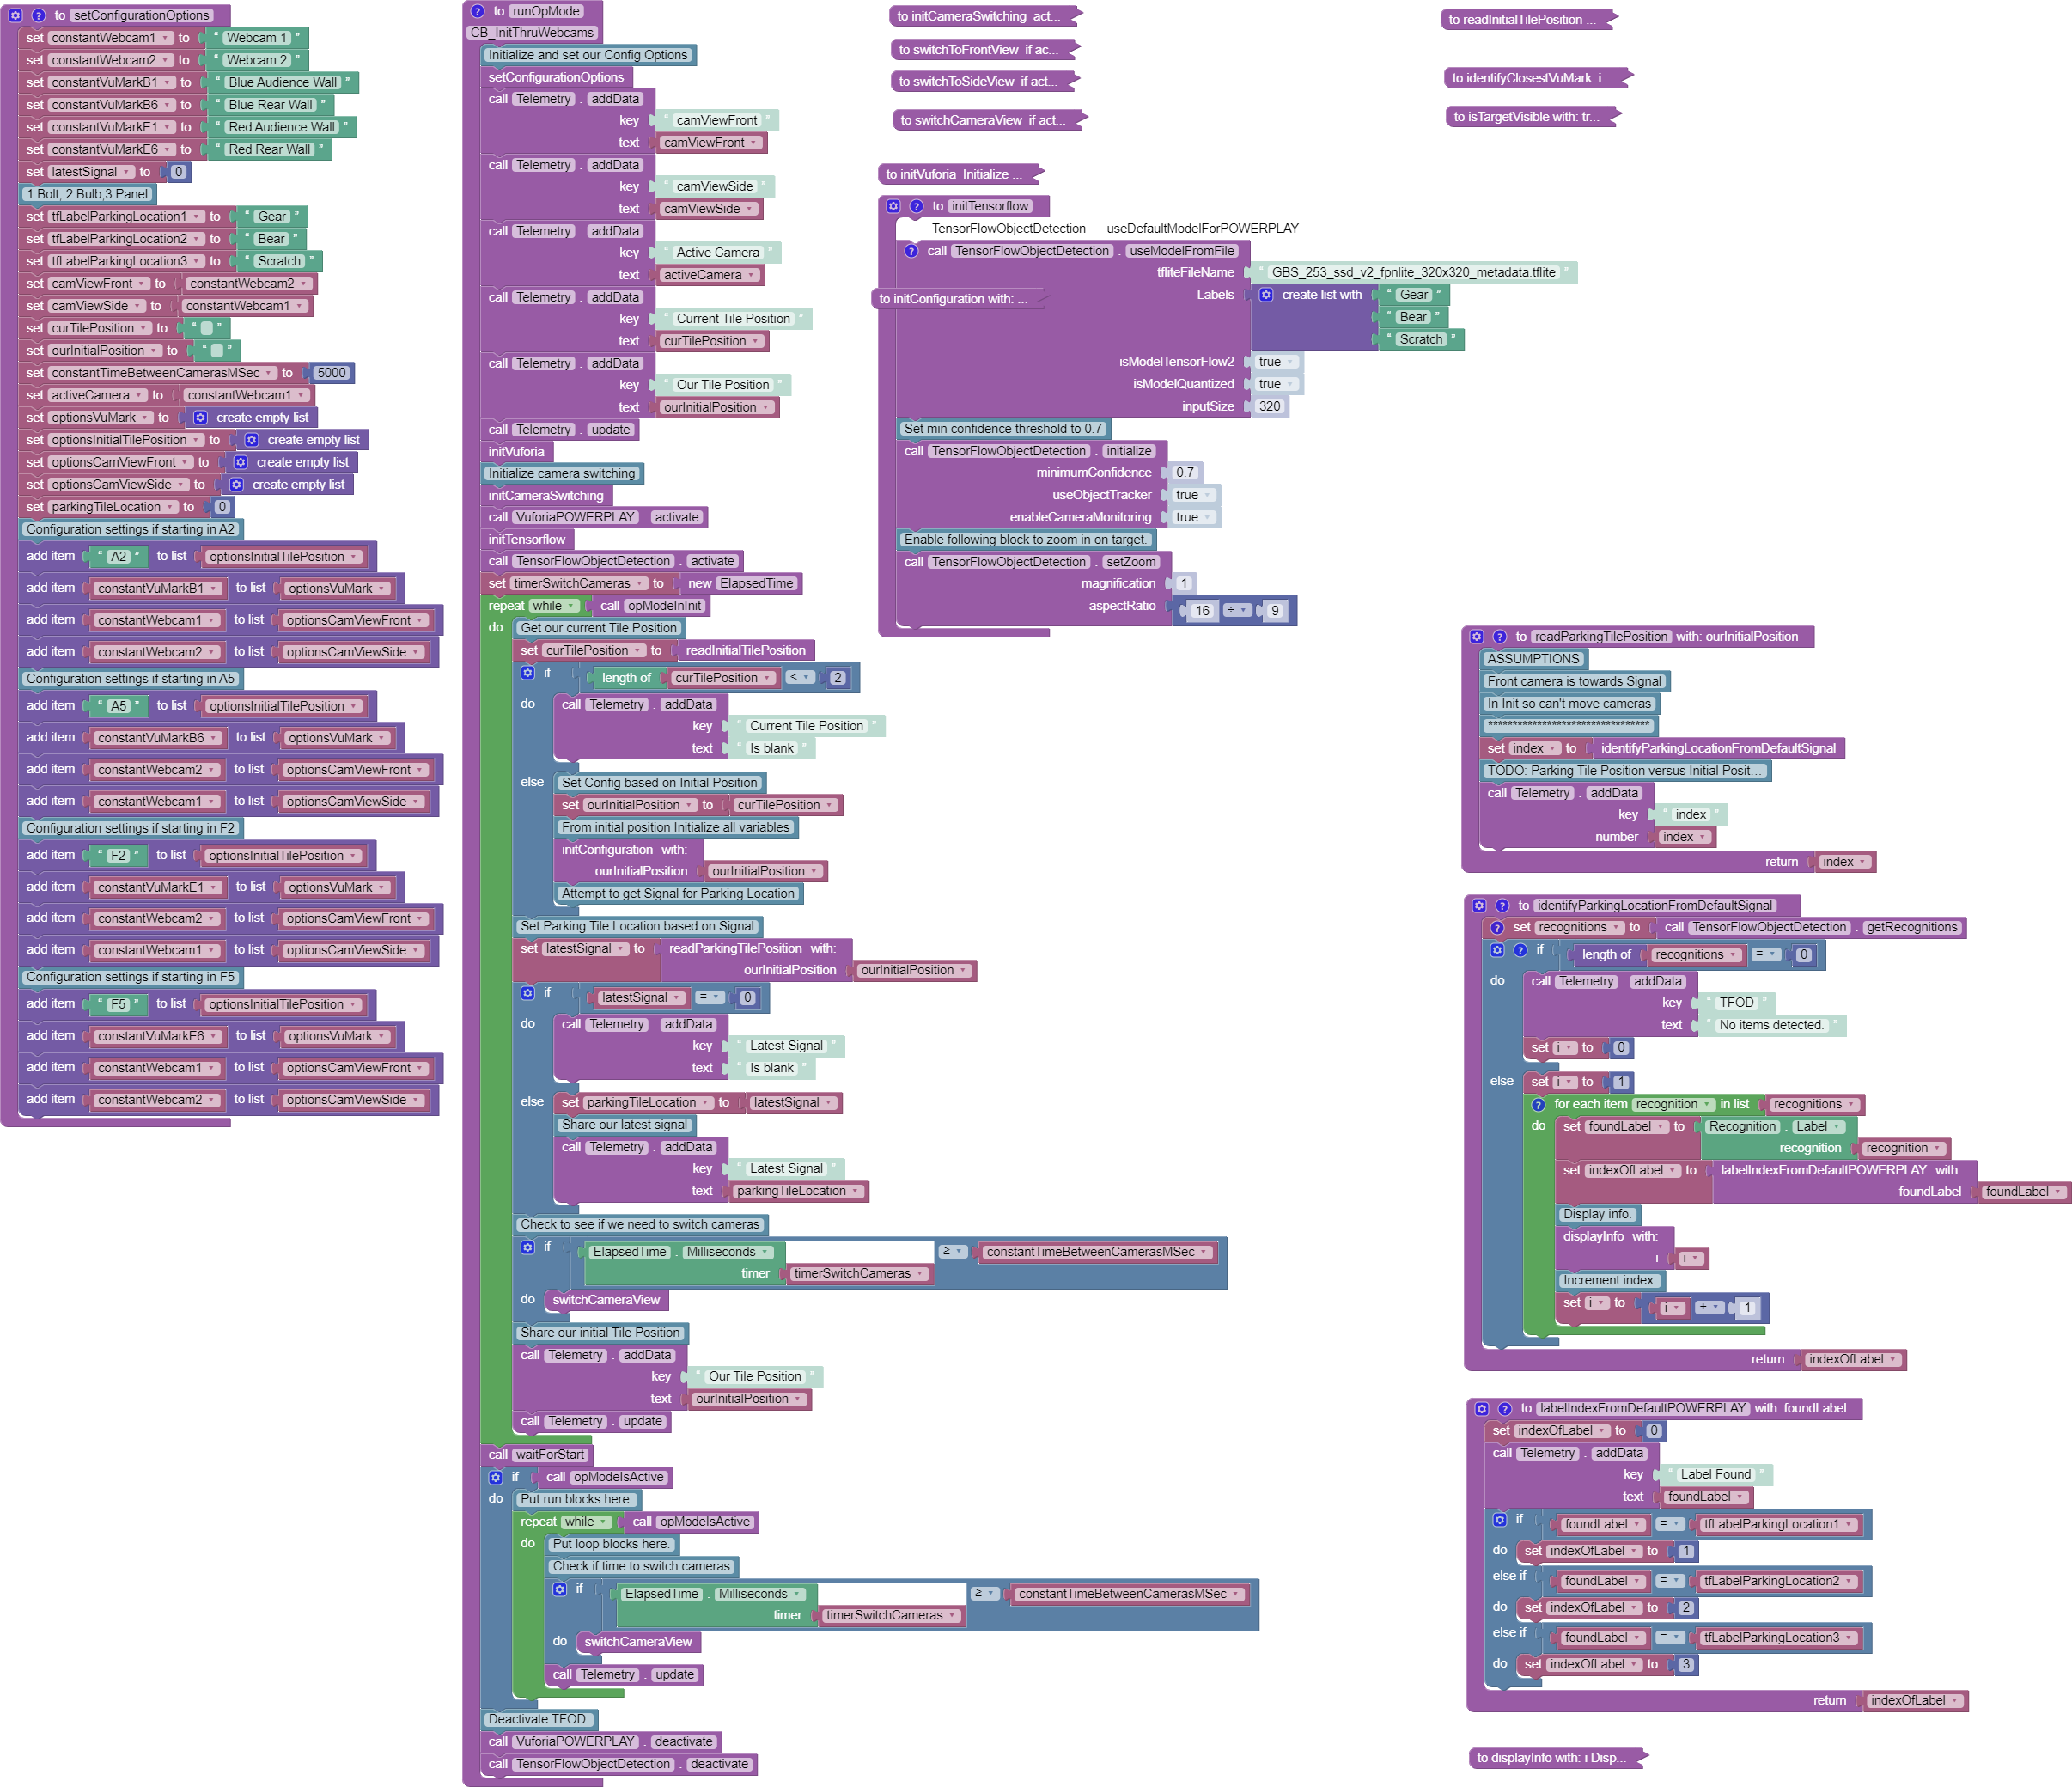 to setConfigurationOptions
set constantWebcam1 to “ Webcam 1 ”
set constantWebcam2 to “ Webcam 2 ”
set constantVuMarkB1 to “ Blue Audience Wall ”
set constantVuMarkB6 to “ Blue Rear Wall ”
set constantVuMarkE1 to “ Red Audience Wall ”
set constantVuMarkE6 to “ Red Rear Wall ”
set latestSignal to 0
1 Bolt, 2 Bulb,3 Panel
set tfLabelParkingLocation1 to “ Gear ”
set tfLabelParkingLocation2 to “ Bear ”
set tfLabelParkingLocation3 to “ Scratch ”
set camViewFront to constantWebcam2
set camViewSide to constantWebcam1
set curTilePosition to “ ”
set ourInitialPosition to “ ”
set constantTimeBetweenCamerasMSec to 5000
set activeCamera to constantWebcam1
set optionsVuMark to create empty list
set optionsInitialTilePosition to create empty list
set optionsCamViewFront to create empty list
set optionsCamViewSide to create empty list
set parkingTileLocation to 0
Configuration settings if starting in A2
add item “ A2 ” to list optionsInitialTilePosition
add item constantVuMarkB1 to list optionsVuMark
add item constantWebcam1 to list optionsCamViewFront
add item constantWebcam2 to list optionsCamViewSide
Configuration settings if starting in A5
add item “ A5 ” to list optionsInitialTilePosition
add item constantVuMarkB6 to list optionsVuMark
add item constantWebcam2 to list optionsCamViewFront
add item constantWebcam1 to list optionsCamViewSide
Configuration settings if starting in F2
add item “ F2 ” to list optionsInitialTilePosition
add item constantVuMarkE1 to list optionsVuMark
add item constantWebcam2 to list optionsCamViewFront
add item constantWebcam1 to list optionsCamViewSide
Configuration settings if starting in F5
add item “ F5 ” to list optionsInitialTilePosition
add item constantVuMarkE6 to list optionsVuMark
add item constantWebcam1 to list optionsCamViewFront
add item constantWebcam2 to list optionsCamViewSide
to runOpMode
CB_InitThruWebcams
Initialize and set our Config Options
setConfigurationOptions
call Telemetry . addData
key “ camViewFront ”
text camViewFront
call Telemetry . addData
key “ camViewSide ”
text camViewSide
call Telemetry . addData
key “ Active Camera ”
text activeCamera
call Telemetry . addData
key “ Current Tile Position ”
text curTilePosition
call Telemetry . addData
key “ Our Tile Position ”
text ourInitialPosition
call Telemetry . update
initVuforia
Initialize camera switching
initCameraSwitching
call VuforiaPOWERPLAY . activate
initTensorflow
call TensorFlowObjectDetection . activate
set timerSwitchCameras to new ElapsedTime
repeat while call opModeInInit
do Get our current Tile Position
set curTilePosition to readInitialTilePosition
if length of curTilePosition < 2
do call Telemetry . addData
key “ Current Tile Position ”
text “ Is blank ”
else Set Config based on Initial Position
set ourInitialPosition to curTilePosition
From initial position Initialize all variables
initConfiguration with:
ourInitialPosition ourInitialPosition
Attempt to get Signal for Parking Location
Set Parking Tile Location based on Signal
set latestSignal to readParkingTilePosition with:
ourInitialPosition ourInitialPosition
if latestSignal = 0
do call Telemetry . addData
key “ Latest Signal ”
text “ Is blank ”
else set parkingTileLocation to latestSignal
Share our latest signal
call Telemetry . addData
key “ Latest Signal ”
text parkingTileLocation
Check to see if we need to switch cameras
if ElapsedTime . Milliseconds ≥ constantTimeBetweenCamerasMSec
timer timerSwitchCameras
do switchCameraView
Share our initial Tile Position
call Telemetry . addData
key “ Our Tile Position ”
text ourInitialPosition
call Telemetry . update
call waitForStart
if call opModeIsActive
do Put run blocks here.
repeat while call opModeIsActive
do Put loop blocks here.
Check if time to switch cameras
if ElapsedTime . Milliseconds ≥ constantTimeBetweenCamerasMSec
timer timerSwitchCameras
do switchCameraView
call Telemetry . update
Deactivate TFOD.
call VuforiaPOWERPLAY . deactivate
call TensorFlowObjectDetection . deactivate
to initCameraSwitching act...
to switchToFrontView if ac...
to switchToSideView if act...
to switchCameraView if act...
to initVuforia Initialize ...
to initTensorflow
TensorFlowObjectDetection useDefaultModelForPOWERPLAY
call TensorFlowObjectDetection . useModelFromFile
tfliteFileName “ GBS_253_ssd_v2_fpnlite_320x320_metadata.tflite ”
to initConfiguration with: ...
Labels create list with “ Gear ”
“ Bear ”
“ Scratch ”
isModelTensorFlow2 true
isModelQuantized true
inputSize 320
Set min confidence threshold to 0.7
call TensorFlowObjectDetection . initialize
minimumConfidence 0.7
useObjectTracker true
enableCameraMonitoring true
Enable following block to zoom in on target.
call TensorFlowObjectDetection . setZoom
magnification 1
aspectRatio 16 ÷ 9
to readInitialTilePosition ...
to identifyClosestVuMark i...
to isTargetVisible with: tr...
to readParkingTilePosition with: ourInitialPosition
ASSUMPTIONS
Front camera is towards Signal
In Init so can't move cameras
*********************************
set index to identifyParkingLocationFromDefaultSignal
TODO: Parking Tile Position versus Initial Posit...
call Telemetry . addData
key “ index ”
number index
return index
to identifyParkingLocationFromDefaultSignal
set recognitions to call TensorFlowObjectDetection . getRecognitions
if length of recognitions = 0
do call Telemetry . addData
key “ TFOD ”
text “ No items detected. ”
set i to 0
else set i to 1
for each item recognition in list recognitions
do set foundLabel to Recognition . Label
recognition recognition
set indexOfLabel to labelIndexFromDefaultPOWERPLAY with:
foundLabel foundLabel
Display info.
displayInfo with:
i i
Increment index.
set i to i + 1
return indexOfLabel
to labelIndexFromDefaultPOWERPLAY with: foundLabel
set indexOfLabel to 0
call Telemetry . addData
key “ Label Found ”
text foundLabel
if foundLabel = tfLabelParkingLocation1
do set indexOfLabel to 1
else if foundLabel = tfLabelParkingLocation2
do set indexOfLabel to 2
else if foundLabel = tfLabelParkingLocation3
do set indexOfLabel to 3
return indexOfLabel
to displayInfo with: i Disp...